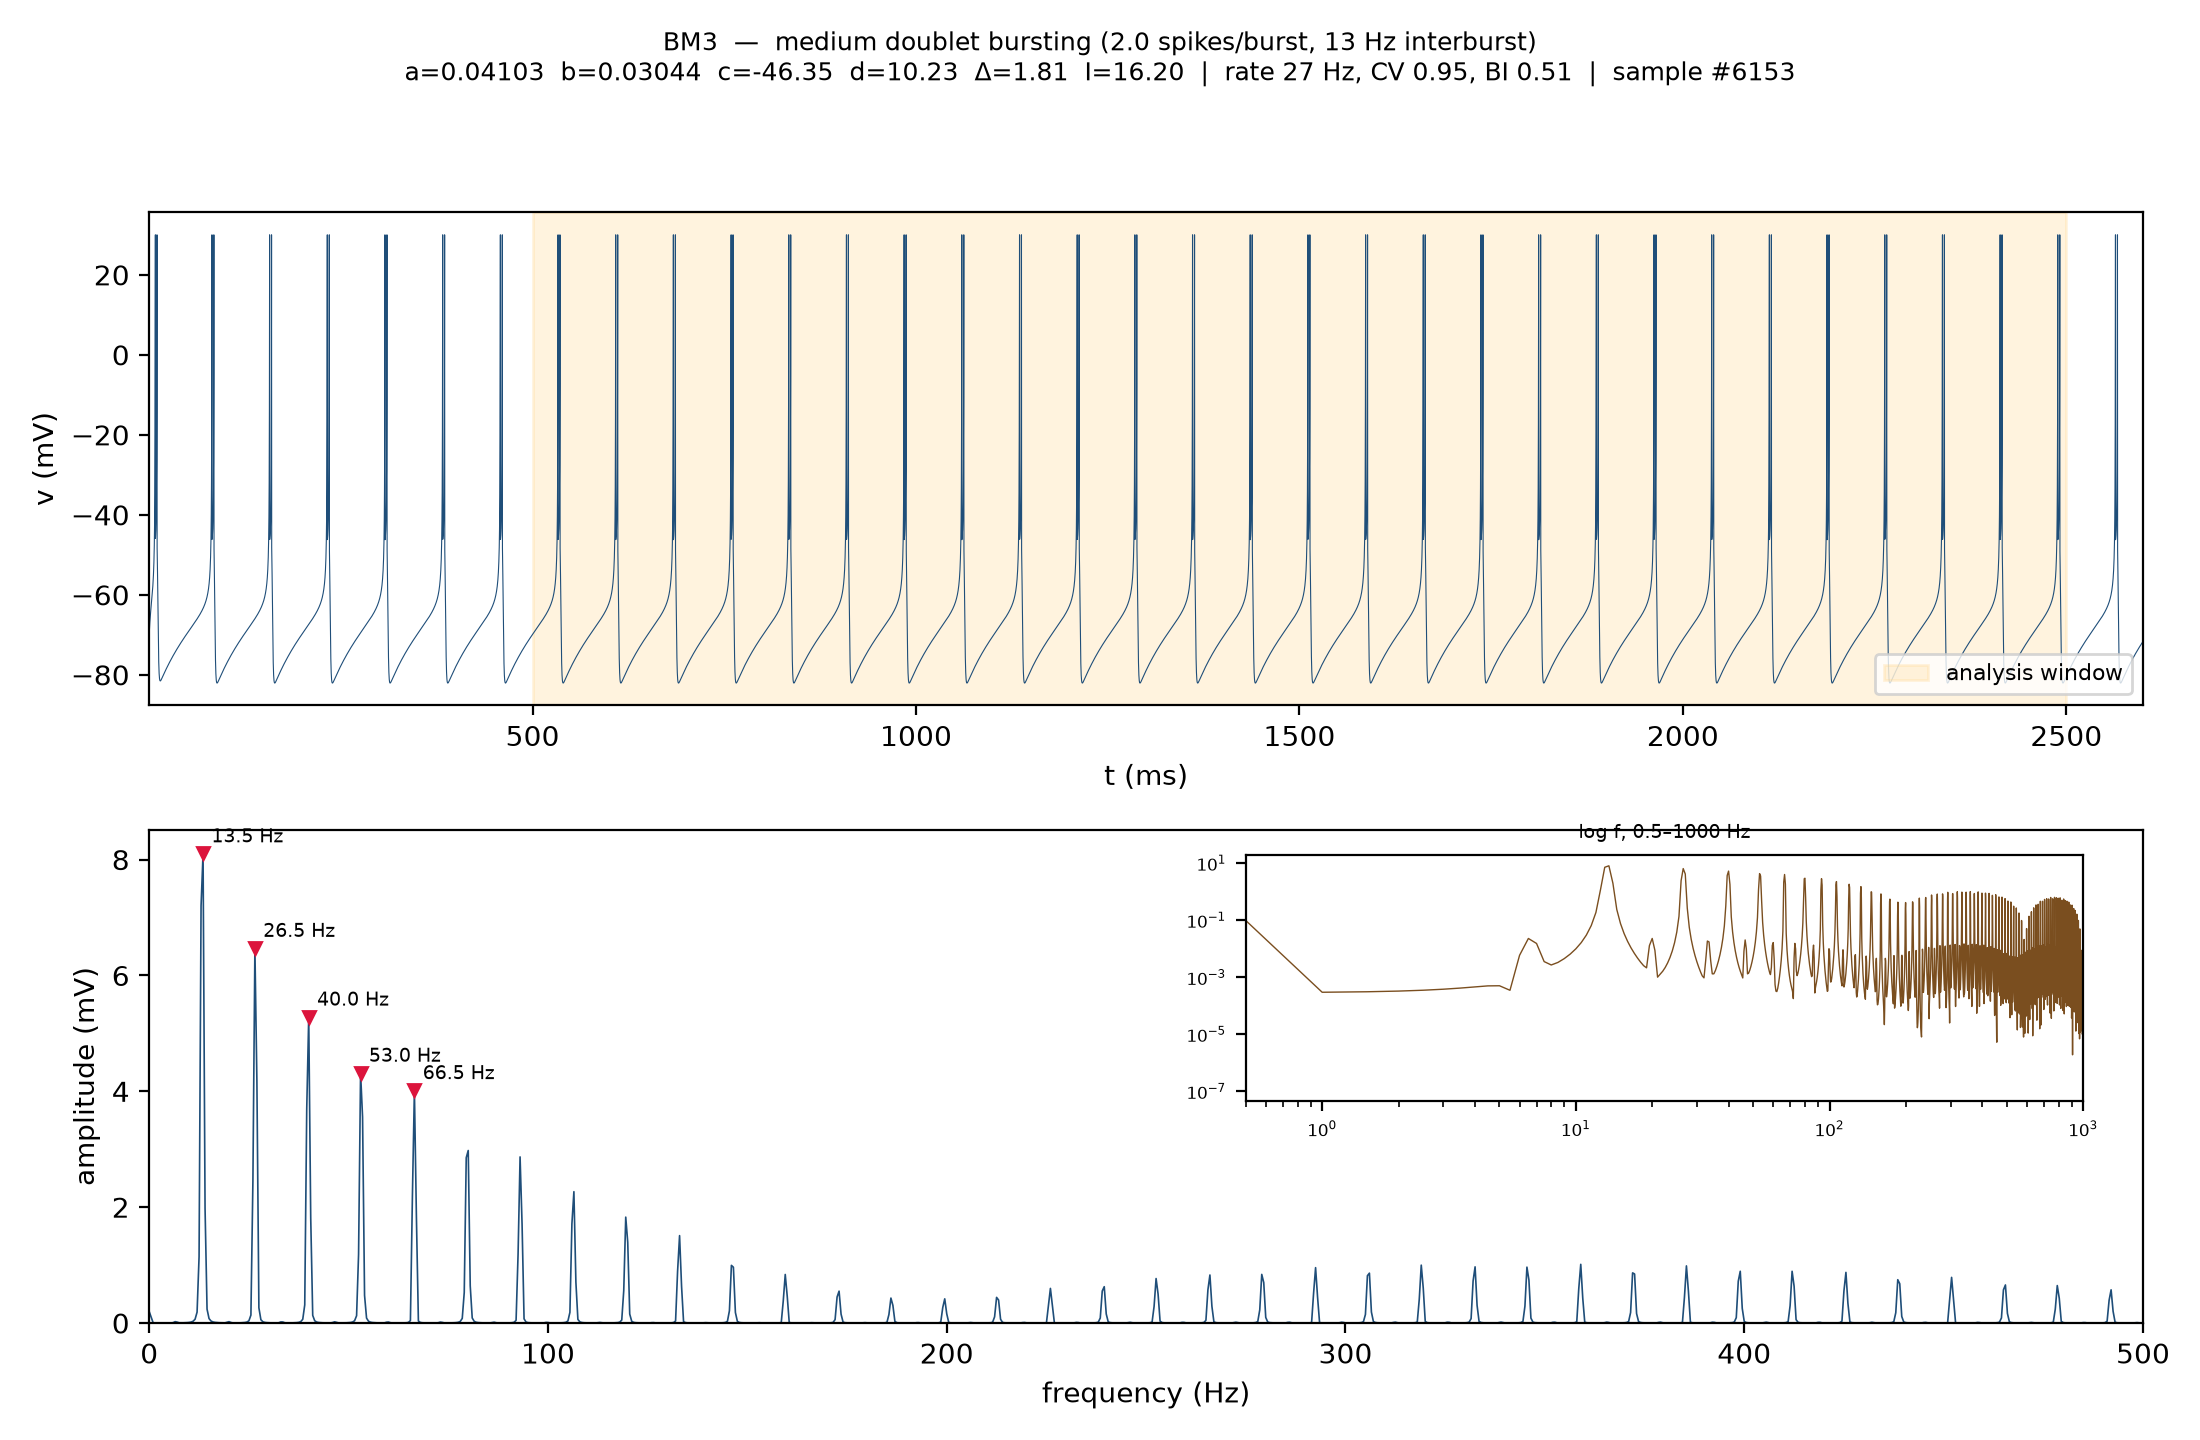 BM3 — medium doublet bursting (2.0 spikes/burst, 13 Hz interburst)
a=0.04103 b=0.03044 c=-46.35 d=10.23 Δ=1.81 I=16.20 | rate 27 Hz, CV 0.95, BI 0.51 | sample #6153
20
0
−20
−40
−60
−80
v (mV)
analysis window
500
1000
1500
2000
2500
t (ms)
13.5 Hz
26.5 Hz
40.0 Hz
53.0 Hz
66.5 Hz
log f, 0.5–1000 Hz
10¹
10⁻¹
10⁻³
10⁻⁵
10⁻⁷
10⁰
10¹
10²
10³
8
6
4
2
0
amplitude (mV)
0
100
200
300
400
500
frequency (Hz)